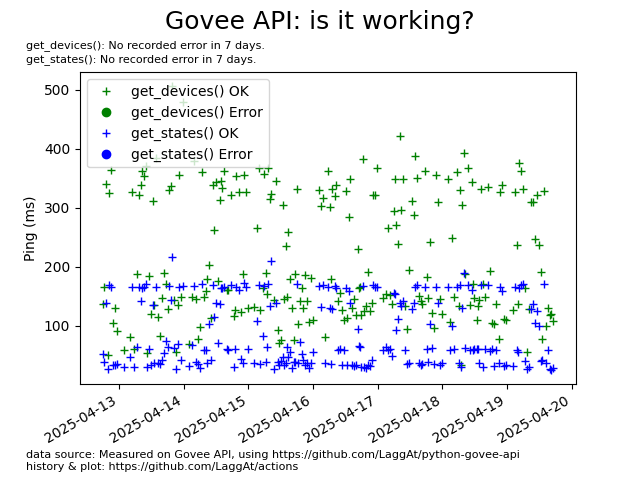 Govee API: is it working?
get_devices(): No recorded error in 7 days.
get_states(): No recorded error in 7 days.
500
400
300
200
100
Ping (ms)
get_devices() OK
get_devices() Error
get_states() OK
get_states() Error
2025-04-13
2025-04-14
2025-04-15
2025-04-16
2025-04-17
2025-04-18
2025-04-19
2025-04-20
data source: Measured on Govee API, using https://github.com/LaggAt/python-govee-api
history & plot: https://github.com/LaggAt/actions